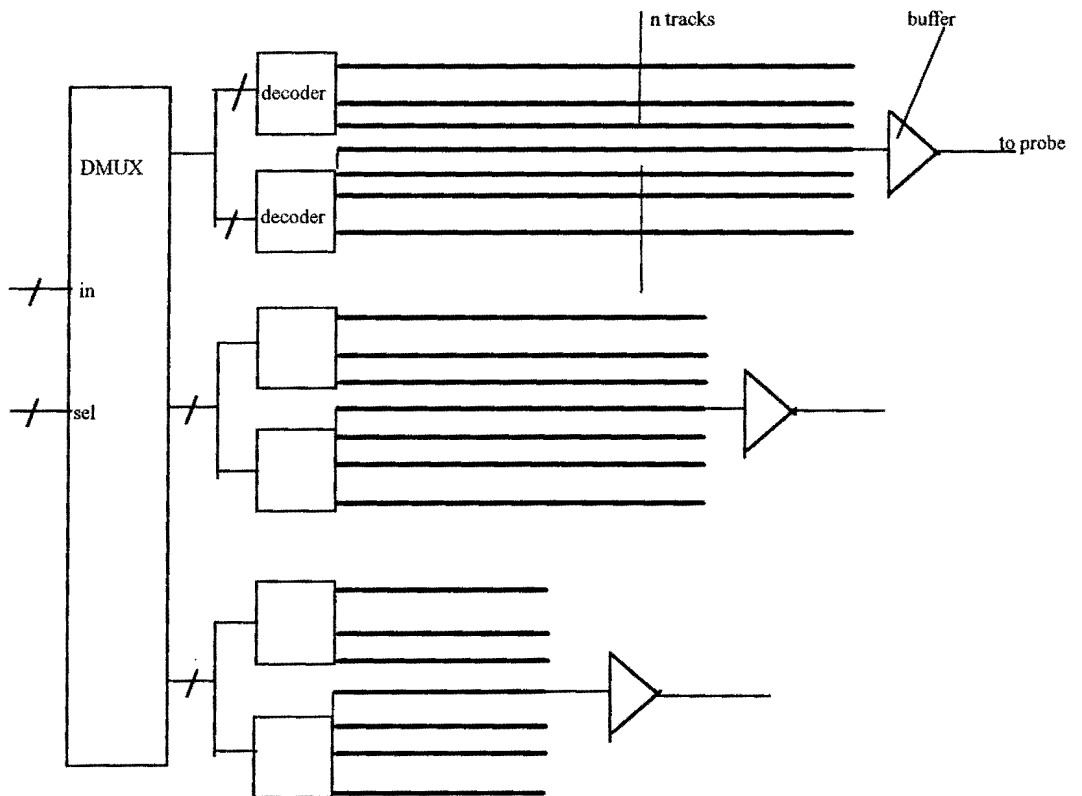 n tracks
buffer
decoder
DMUX
to probe
decoder
in
sel